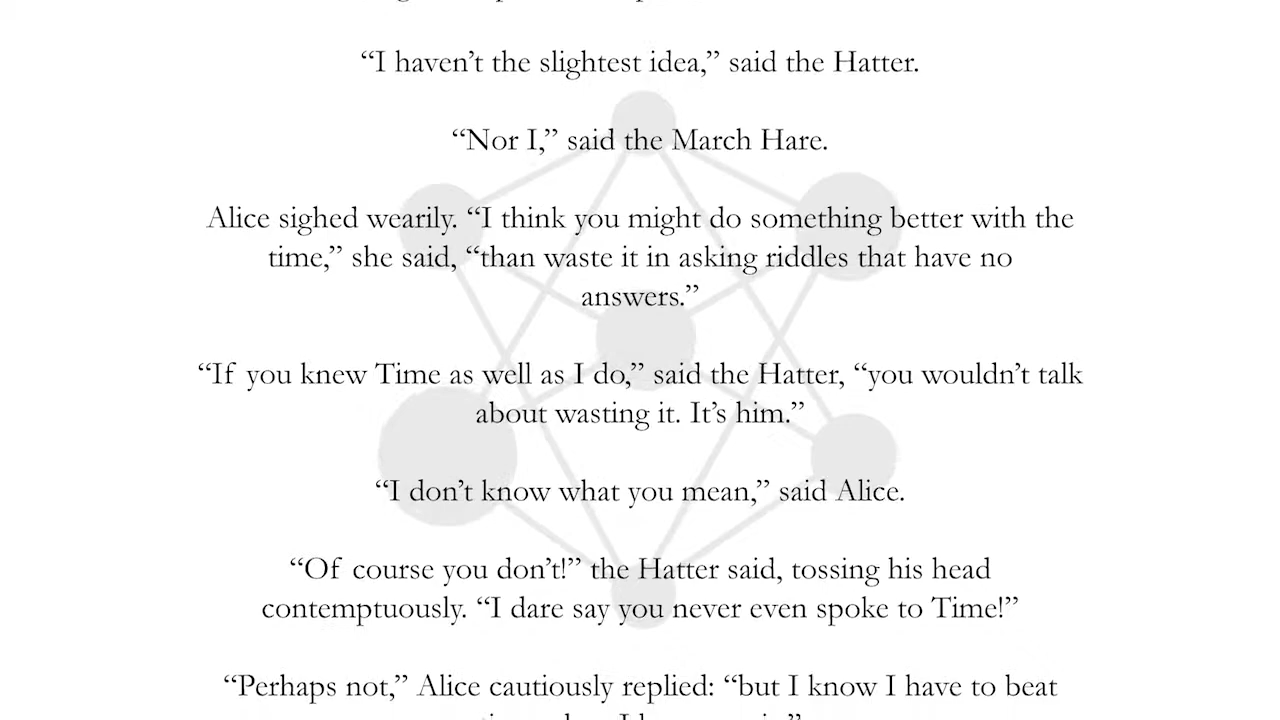 “I haven’t the slightest idea,” said the Hatter.
“Nor I,” said the March Hare.
Alice sighed wearily. “I think you might do something better with the
time,” she said, “than waste it in asking riddles that have no
answers.”
“If you knew Time as well as I do,” said the Hatter, “you wouldn’t talk
about wasting it. It’s him.”
“I don’t know what you mean,” said Alice.
“Of course you don’t!” the Hatter said, tossing his head
contemptuously. “I dare say you never even spoke to Time!”
“Perhaps not,” Alice cautiously replied: “but I know I have to beat